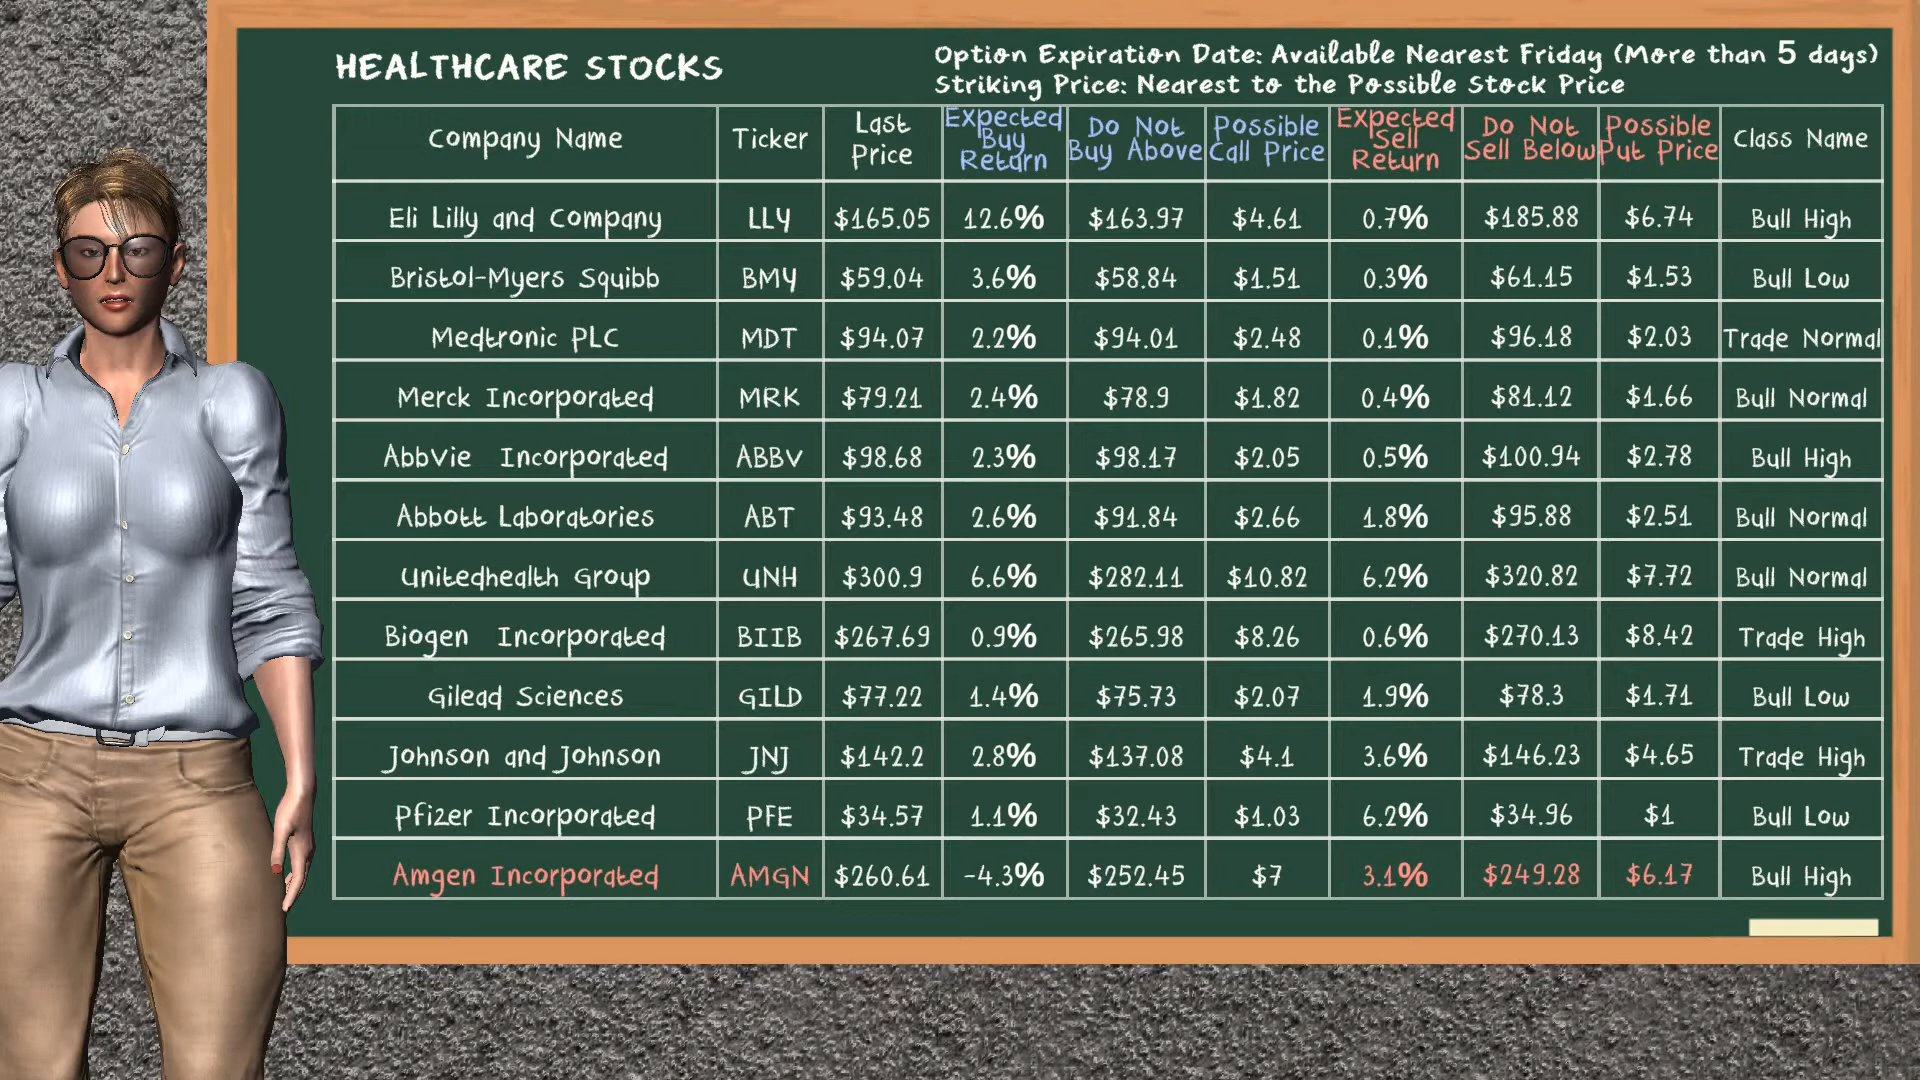 HEALTHCARE STOCKS
Option Expiration Date: Available Nearest Friday (More than 5 days)
Striking Price: Nearest to the Possible Stock Price
Company Name Ticker Last Price Expected Buy Return Do Not Buy Above Possible Call Price Expected Sell Return Do Not Sell Below Possible Put Price Class Name
Eli Lilly and Company LLY $165.05 12.6% $163.97 $4.61 0.7% $185.88 $6.74 Bull High
Bristol-Myers Squibb BMY $59.04 3.6% $58.84 $1.51 0.3% $61.15 $1.53 Bull Low
Medtronic PLC MDT $94.07 2.2% $94.01 $2.48 0.1% $96.18 $2.03 Trade Normal
Merck Incorporated MRK $79.21 2.4% $78.9 $1.82 0.4% $81.12 $1.66 Bull Normal
AbbVie Incorporated ABBV $98.68 2.3% $98.17 $2.05 0.5% $100.94 $2.78 Bull High
Abbott Laboratories ABT $93.48 2.6% $91.84 $2.66 1.8% $95.88 $2.51 Bull Normal
Unitedhealth Group UNH $300.9 6.6% $282.11 $10.82 6.2% $320.82 $7.72 Bull Normal
Biogen Incorporated BIIB $267.69 0.9% $265.98 $8.26 0.6% $270.13 $8.42 Trade High
Gilead Sciences GILD $77.22 1.4% $75.73 $2.07 1.9% $78.3 $1.71 Bull Low
Johnson and Johnson JNJ $142.2 2.8% $137.08 $4.1 3.6% $146.23 $4.65 Trade High
Pfizer Incorporated PFE $34.57 1.1% $32.43 $1.03 6.2% $34.96 $1 Bull Low
Amgen Incorporated AMGN $260.61 -4.3% $252.45 $7 3.1% $249.28 $6.17 Bull High